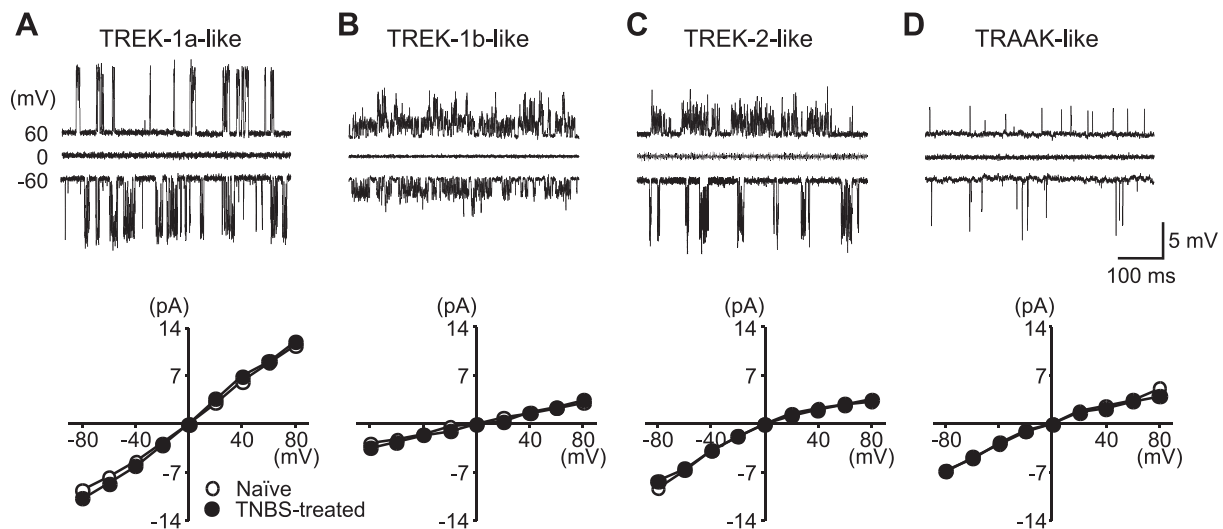 A
TREK-1a-like
B
TREK-1b-like
C
TREK-2-like
D
TRAAK-like
(mV)
60
0
-60
5 mV
100 ms
(pA)
14
7
-80
-40
40
80
(mV)
-7
-14
Naïve
TNBS-treated
(pA)
14
7
-80
-40
40
80
(mV)
-7
-14
(pA)
14
7
-80
-40
40
80
(mV)
-7
-14
(pA)
14
7
-80
-40
40
80
(mV)
-7
-14